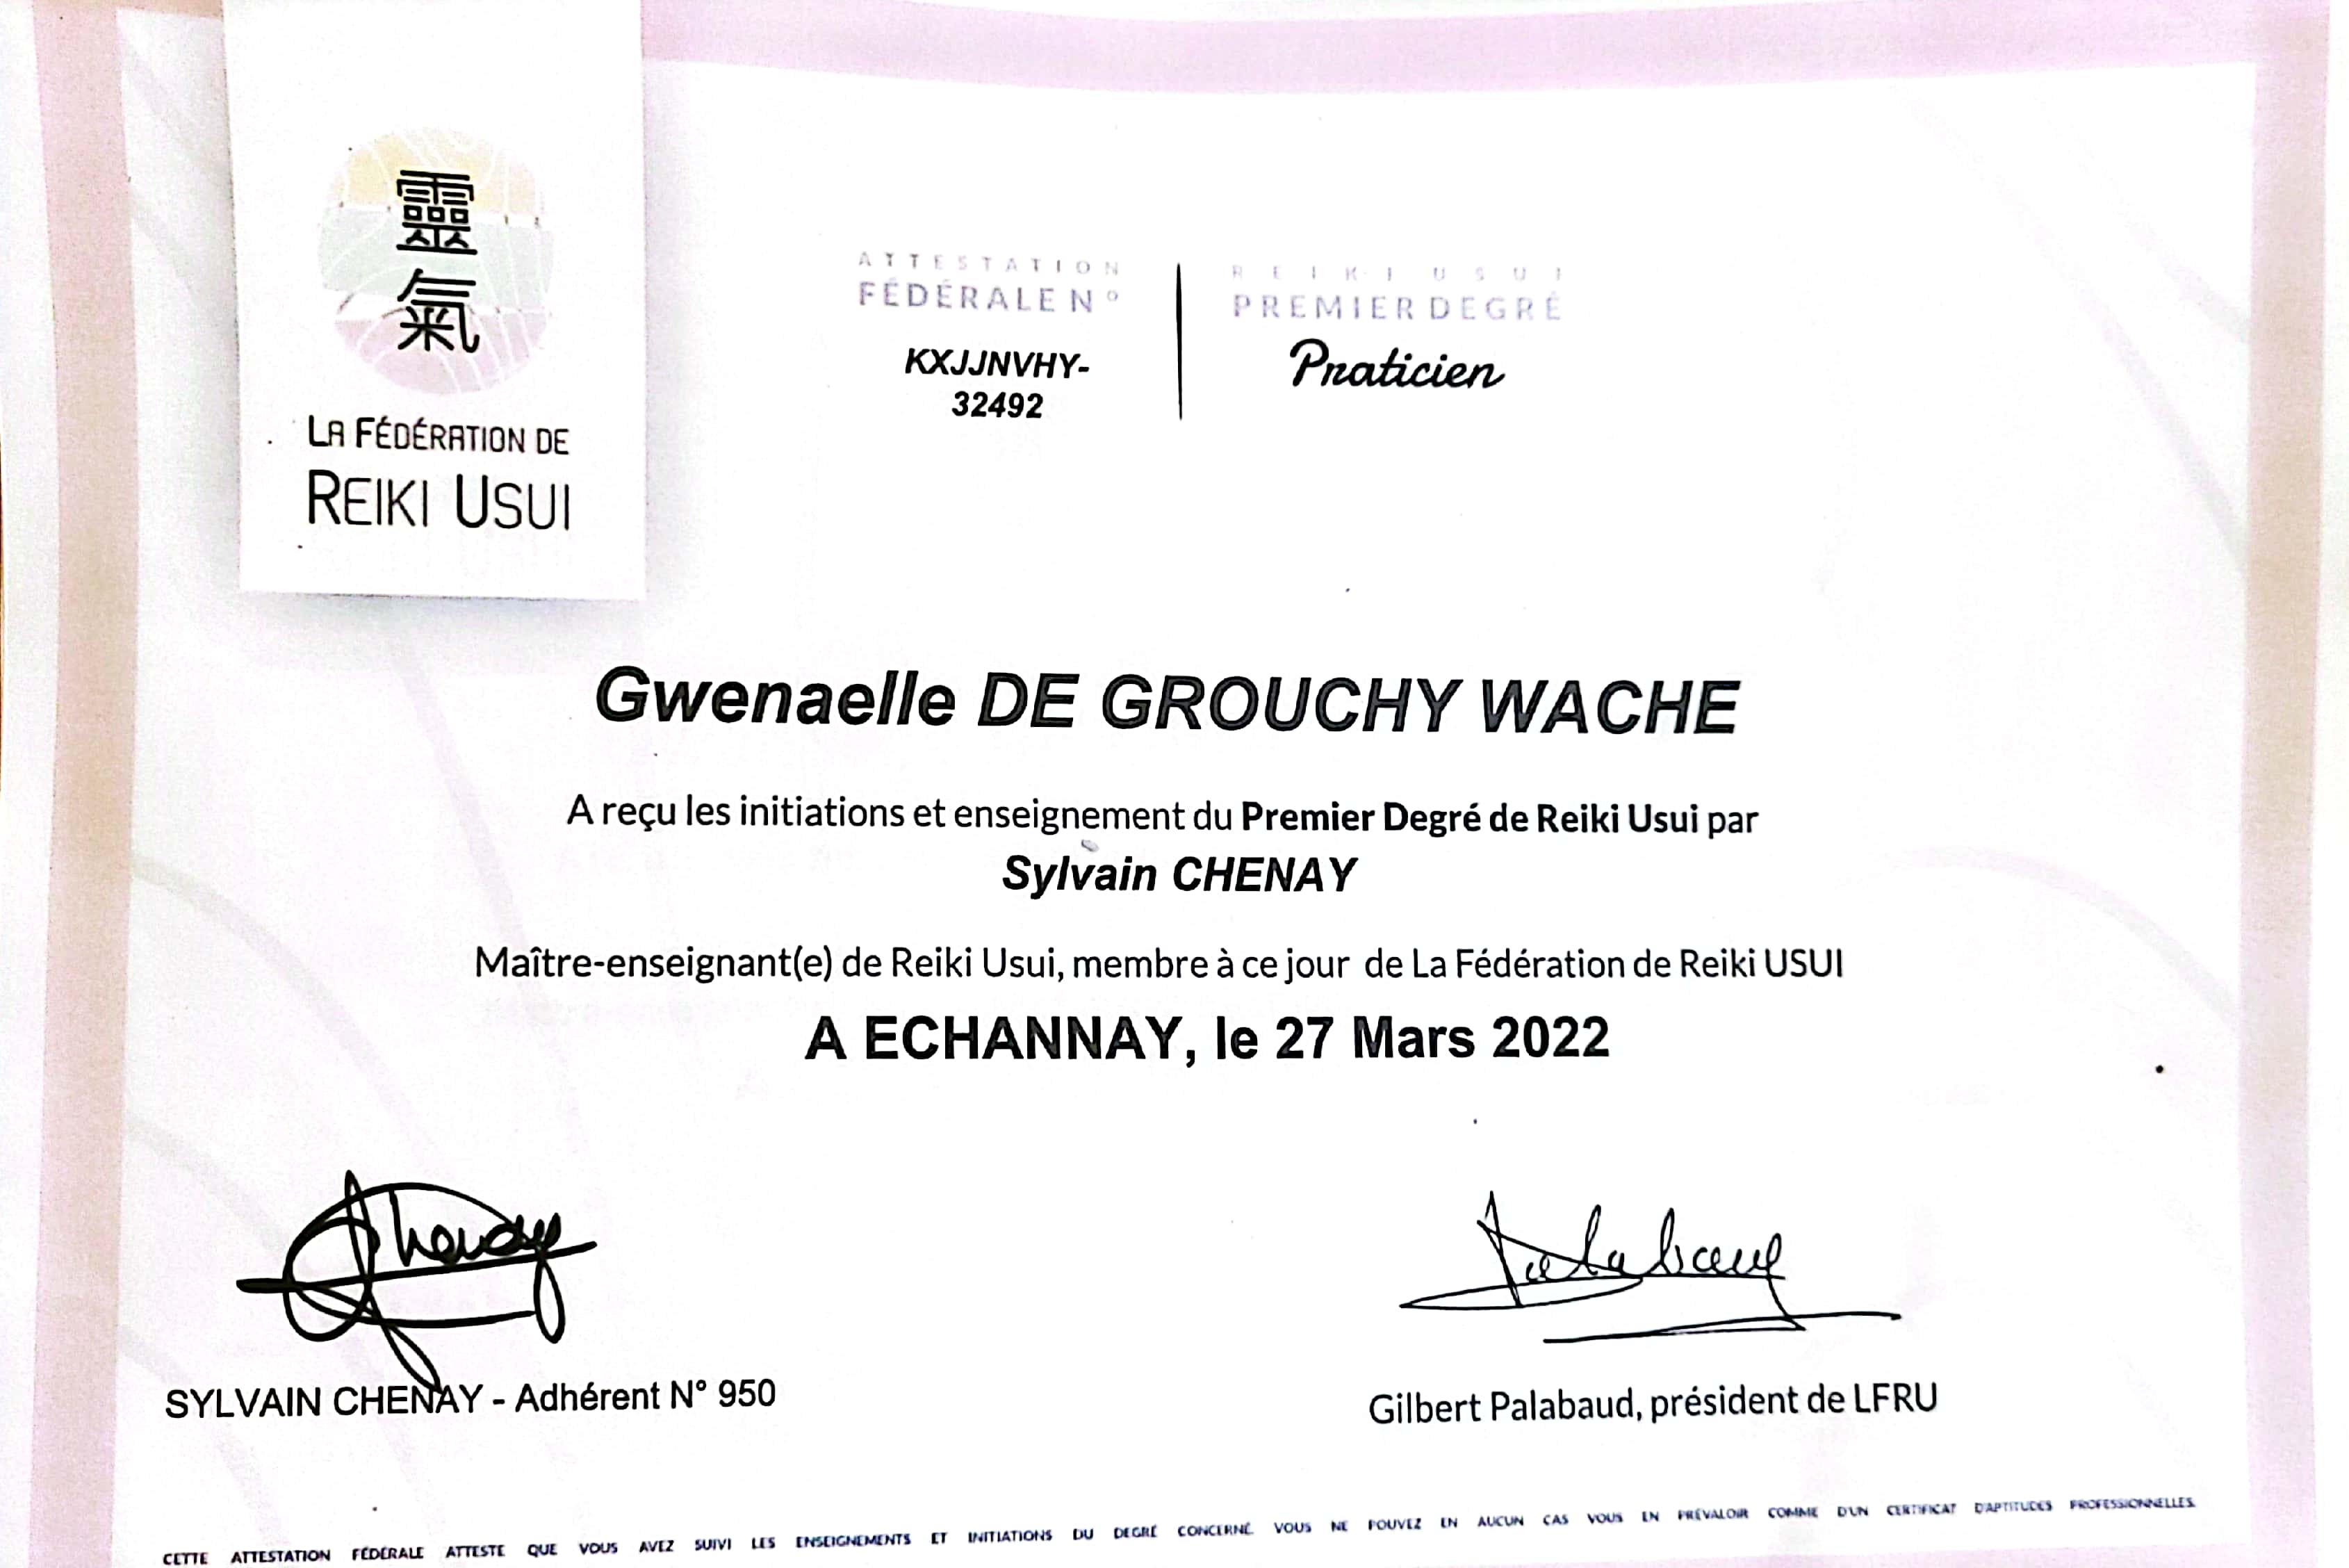 靈
氣
LA FÉDÉRATION DE
REIKI USUI
ATTESTATION
FÉDÉRALE N°
KXJJNVHY-
32492
REIKI USUI
PREMIER DEGRÉ
Praticien
Gwenaelle DE GROUCHY WACHE
A reçu les initiations et enseignement du Premier Degré de Reiki Usui par
Sylvain CHENAY
Maître-enseignant(e) de Reiki Usui, membre à ce jour de La Fédération de Reiki USUI
A ECHANNAY, le 27 Mars 2022
Chenay
Palabaud
SYLVAIN CHENAY - Adhérent N° 950
Gilbert Palabaud, président de LFRU
CETTE ATTESTATION FÉDÉRALE ATTESTE QUE VOUS AVEZ SUIVI LES ENSEIGNEMENTS ET INITIATIONS DU DEGRÉ CONCERNÉ. VOUS NE POUVEZ EN AUCUN CAS VOUS EN PRÉVALOIR COMME D'UN CERTIFICAT D'APTITUDES PROFESSIONNELLES.